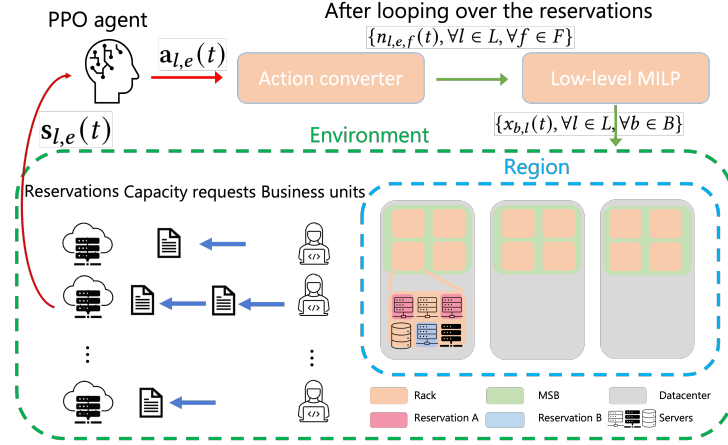 PPO agent
After looping over the reservations
a_{l,e}(t)
{n_{l,e,f}(t), ∀l ∈ L, ∀f ∈ F}
Action converter
Low-level MILP
s_{l,e}(t)
{x_{b,l}(t), ∀l ∈ L, ∀b ∈ B}
Environment
Region
Reservations Capacity requests Business units
Rack
MSB
Datacenter
Reservation A
Reservation B
Servers